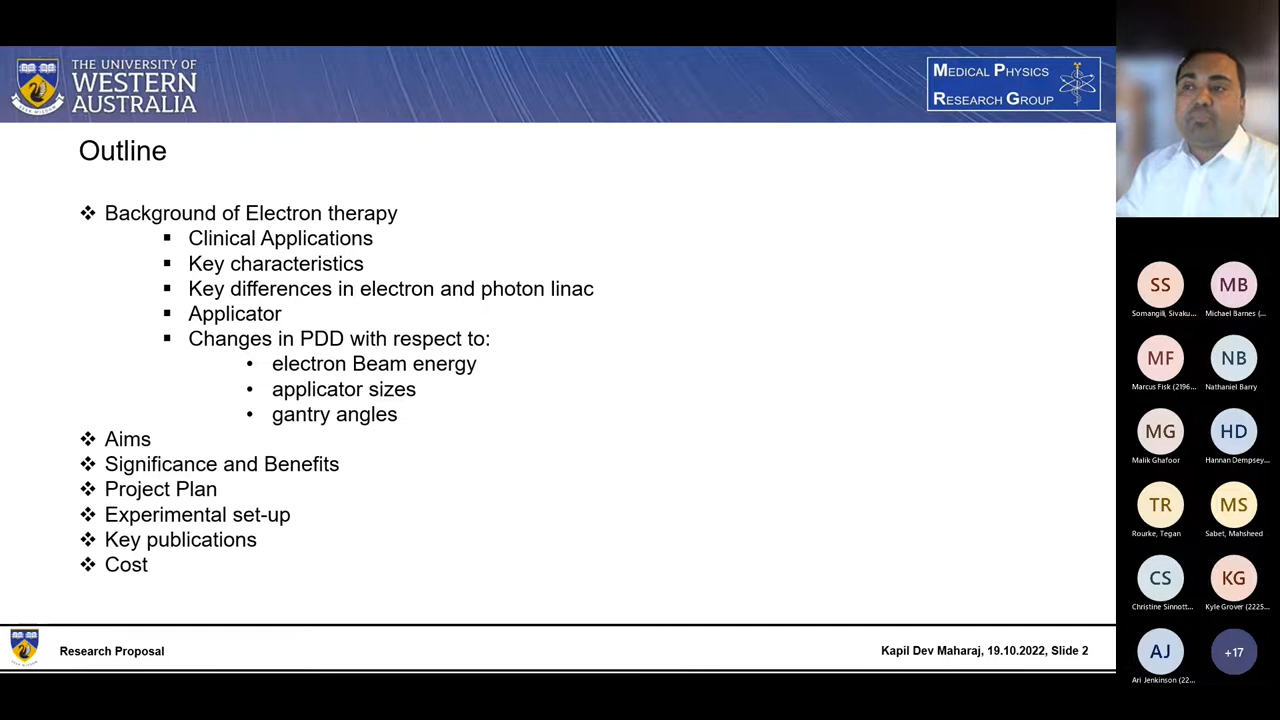 THE UNIVERSITY OF
WESTERN
AUSTRALIA
MEDICAL PHYSICS
RESEARCH GROUP
Outline
❖ Background of Electron therapy
▪ Clinical Applications
▪ Key characteristics
▪ Key differences in electron and photon linac
▪ Applicator
▪ Changes in PDD with respect to:
• electron Beam energy
• applicator sizes
• gantry angles
❖ Aims
❖ Significance and Benefits
❖ Project Plan
❖ Experimental set-up
❖ Key publications
❖ Cost
Research Proposal
Kapil Dev Maharaj, 19.10.2022, Slide 2
SS
MB
Somangili, Sivaku...
Michael Barnes (...
MF
NB
Marcus Fisk (2196...
Nathaniel Barry
MG
HD
Malik Ghafoor
Hannan Dempsey...
TR
MS
Rourke, Tegan
Sabet, Mahsheed
CS
KG
Christine Sinnott...
Kyle Grover (2225...
AJ
+17
Ari Jenkinson (22...